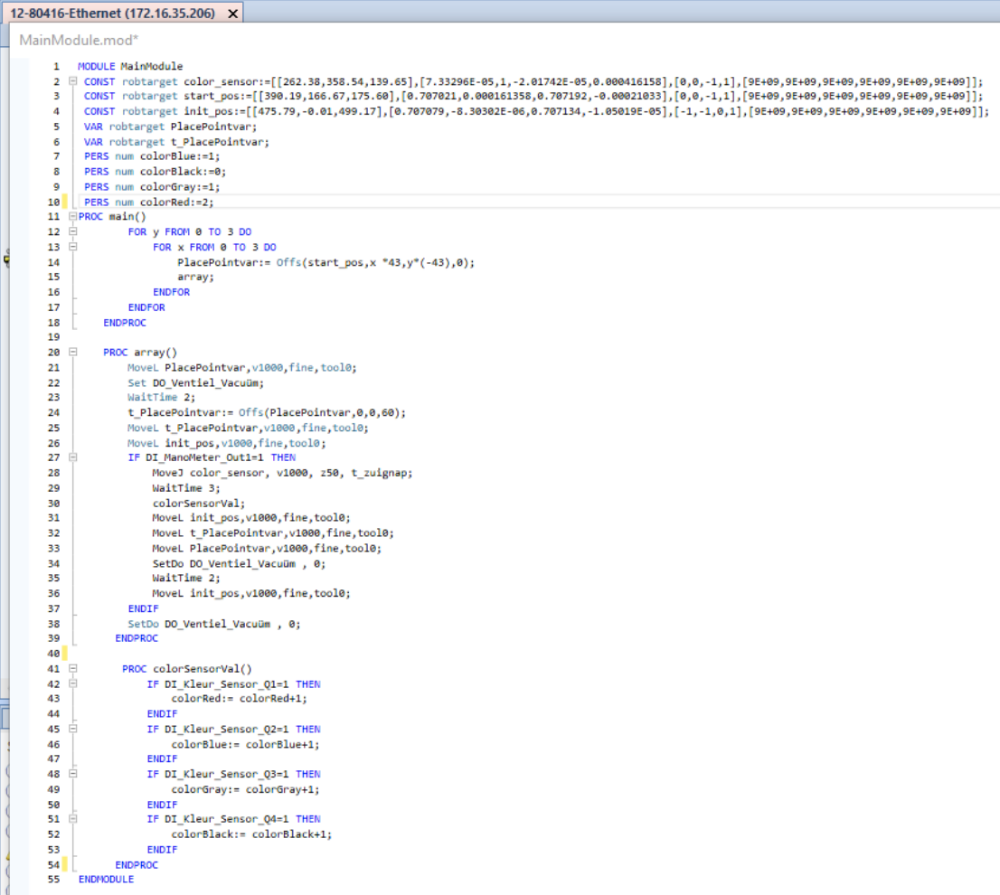 12-80416-Ethernet (172.16.35.206) ✕
MainModule.mod*
1 MODULE MainModule
2 CONST robtarget color_sensor:=[[262.38,358.54,139.65],[7.33296E-05,1,-2.01742E-05,0.000416158],[0,0,-1,1],[9E+09,9E+09,9E+09,9E+09,9E+09,9E+09]];
3 CONST robtarget start_pos:=[[390.19,166.67,175.60],[0.707021,0.000161358,0.707192,-0.00021033],[0,0,-1,1],[9E+09,9E+09,9E+09,9E+09,9E+09,9E+09]];
4 CONST robtarget init_pos:=[[475.79,-0.01,499.17],[0.707079,-8.30302E-06,0.707134,-1.05019E-05],[-1,-1,0,1],[9E+09,9E+09,9E+09,9E+09,9E+09,9E+09]];
5 VAR robtarget PlacePointvar;
6 VAR robtarget t_PlacePointvar;
7 PERS num colorBlue:=1;
8 PERS num colorBlack:=0;
9 PERS num colorGray:=1;
10 PERS num colorRed:=2;
11 PROC main()
12 FOR y FROM 0 TO 3 DO
13 FOR x FROM 0 TO 3 DO
14 PlacePointvar:= Offs(start_pos,x *43,y*(-43),0);
15 array;
16 ENDFOR
17 ENDFOR
18 ENDPROC
19
20 PROC array()
21 MoveL PlacePointvar,v1000,fine,tool0;
22 Set DO_Ventiel_Vacuüm;
23 WaitTime 2;
24 t_PlacePointvar:= Offs(PlacePointvar,0,0,60);
25 MoveL t_PlacePointvar,v1000,fine,tool0;
26 MoveL init_pos,v1000,fine,tool0;
27 IF DI_ManoMeter_Out1=1 THEN
28 MoveJ color_sensor, v1000, z50, t_zuignap;
29 WaitTime 3;
30 colorSensorVal;
31 MoveL init_pos,v1000,fine,tool0;
32 MoveL t_PlacePointvar,v1000,fine,tool0;
33 MoveL PlacePointvar,v1000,fine,tool0;
34 SetDo DO_Ventiel_Vacuüm , 0;
35 WaitTime 2;
36 MoveL init_pos,v1000,fine,tool0;
37 ENDIF
38 SetDo DO_Ventiel_Vacuüm , 0;
39 ENDPROC
40
41 PROC colorSensorVal()
42 IF DI_Kleur_Sensor_Q1=1 THEN
43 colorRed:= colorRed+1;
44 ENDIF
45 IF DI_Kleur_Sensor_Q2=1 THEN
46 colorBlue:= colorBlue+1;
47 ENDIF
48 IF DI_Kleur_Sensor_Q3=1 THEN
49 colorGray:= colorGray+1;
50 ENDIF
51 IF DI_Kleur_Sensor_Q4=1 THEN
52 colorBlack:= colorBlack+1;
53 ENDIF
54 ENDPROC
55 ENDMODULE